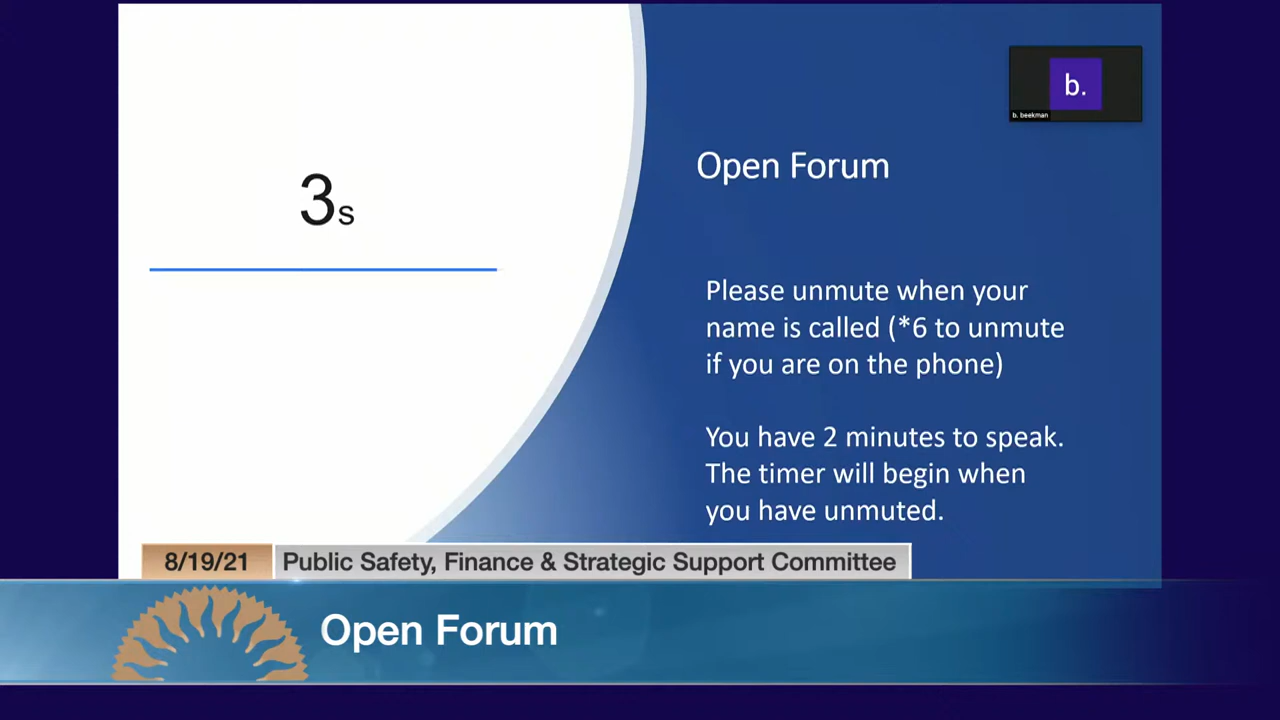 b.
b. beekman
Open Forum
3s
Please unmute when your
name is called (*6 to unmute
if you are on the phone)
You have 2 minutes to speak.
The timer will begin when
you have unmuted.
8/19/21 Public Safety, Finance & Strategic Support Committee
Open Forum